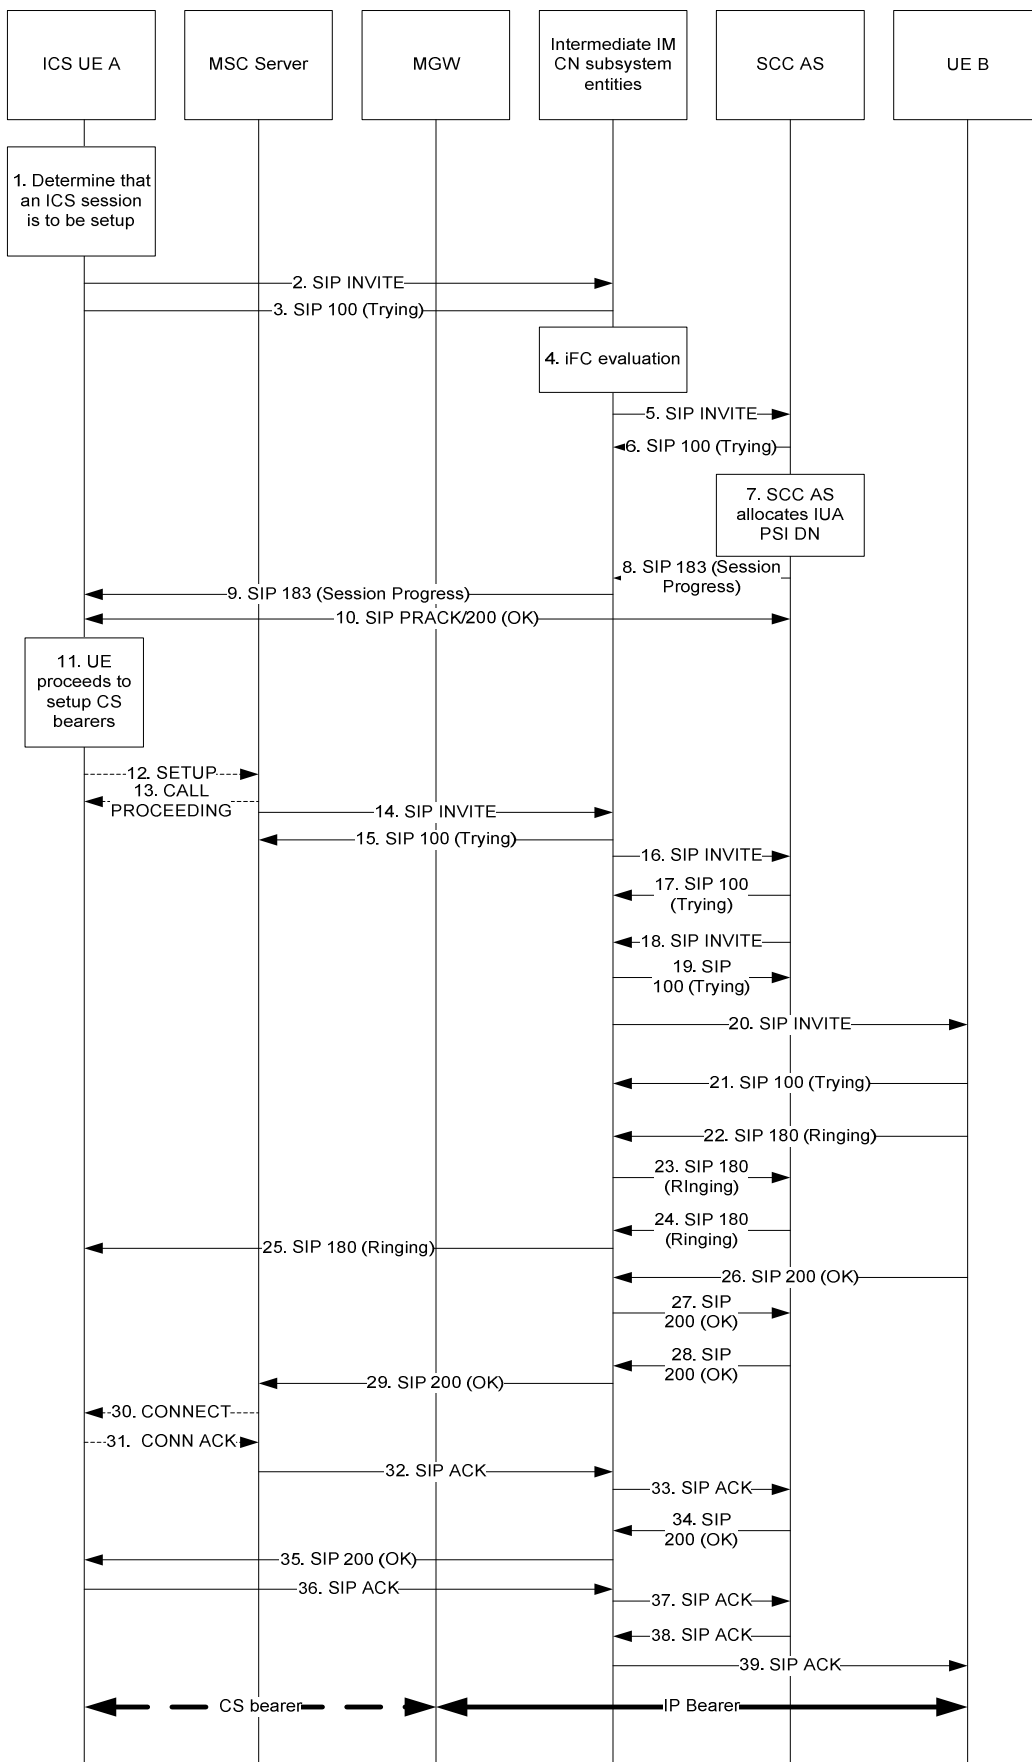 ICS UE A
MSC Server
MGW
Intermediate IM
CN subsystem
entities
SCC AS
UE B
1. Determine that
an ICS session
is to be setup
2. SIP INVITE
3. SIP 100 (Trying)
4. iFC evaluation
5. SIP INVITE
6. SIP 100 (Trying)
7. SCC AS
allocates IUA
PSI DN
8. SIP 183 (Session
Progress)
9. SIP 183 (Session Progress)
10. SIP PRACK/200 (OK)
11. UE
proceeds to
setup CS
bearers
12. SETUP
13. CALL
PROCEEDING
14. SIP INVITE
15. SIP 100 (Trying)
16. SIP INVITE
17. SIP 100
(Trying)
18. SIP INVITE
19. SIP
100 (Trying)
20. SIP INVITE
21. SIP 100 (Trying)
22. SIP 180 (Ringing)
23. SIP 180
(RInging)
24. SIP 180
(Ringing)
25. SIP 180 (Ringing)
26. SIP 200 (OK)
27. SIP
200 (OK)
28. SIP
200 (OK)
29. SIP 200 (OK)
30. CONNECT
31. CONN ACK
32. SIP ACK
33. SIP ACK
34. SIP
200 (OK)
35. SIP 200 (OK)
36. SIP ACK
37. SIP ACK
38. SIP ACK
39. SIP ACK
CS bearer
IP Bearer